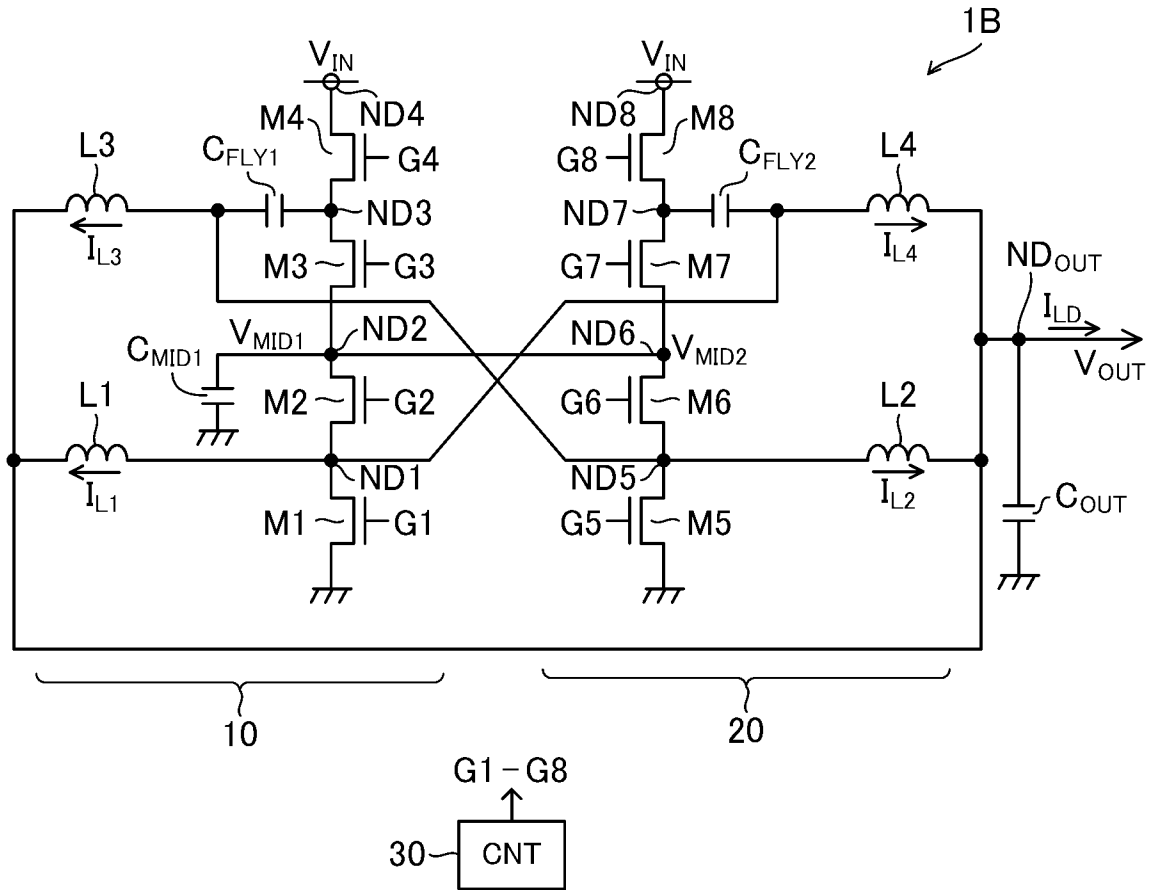 1B
V_IN V_IN
ND4 ND8
M4 M8
L3 C_FLY1 G4 G8 C_FLY2 L4
ND3 ND7
I_L3 M3 G3 G7 M7 I_L4 ND_OUT
I_LD
V_MID1 ND2 ND6 V_MID2 V_OUT
C_MID1
L1 M2 G2 G6 M6 L2
ND1 ND5
I_L1 M1 G1 G5 M5 I_L2 C_OUT
10 20
G1-G8
30 CNT